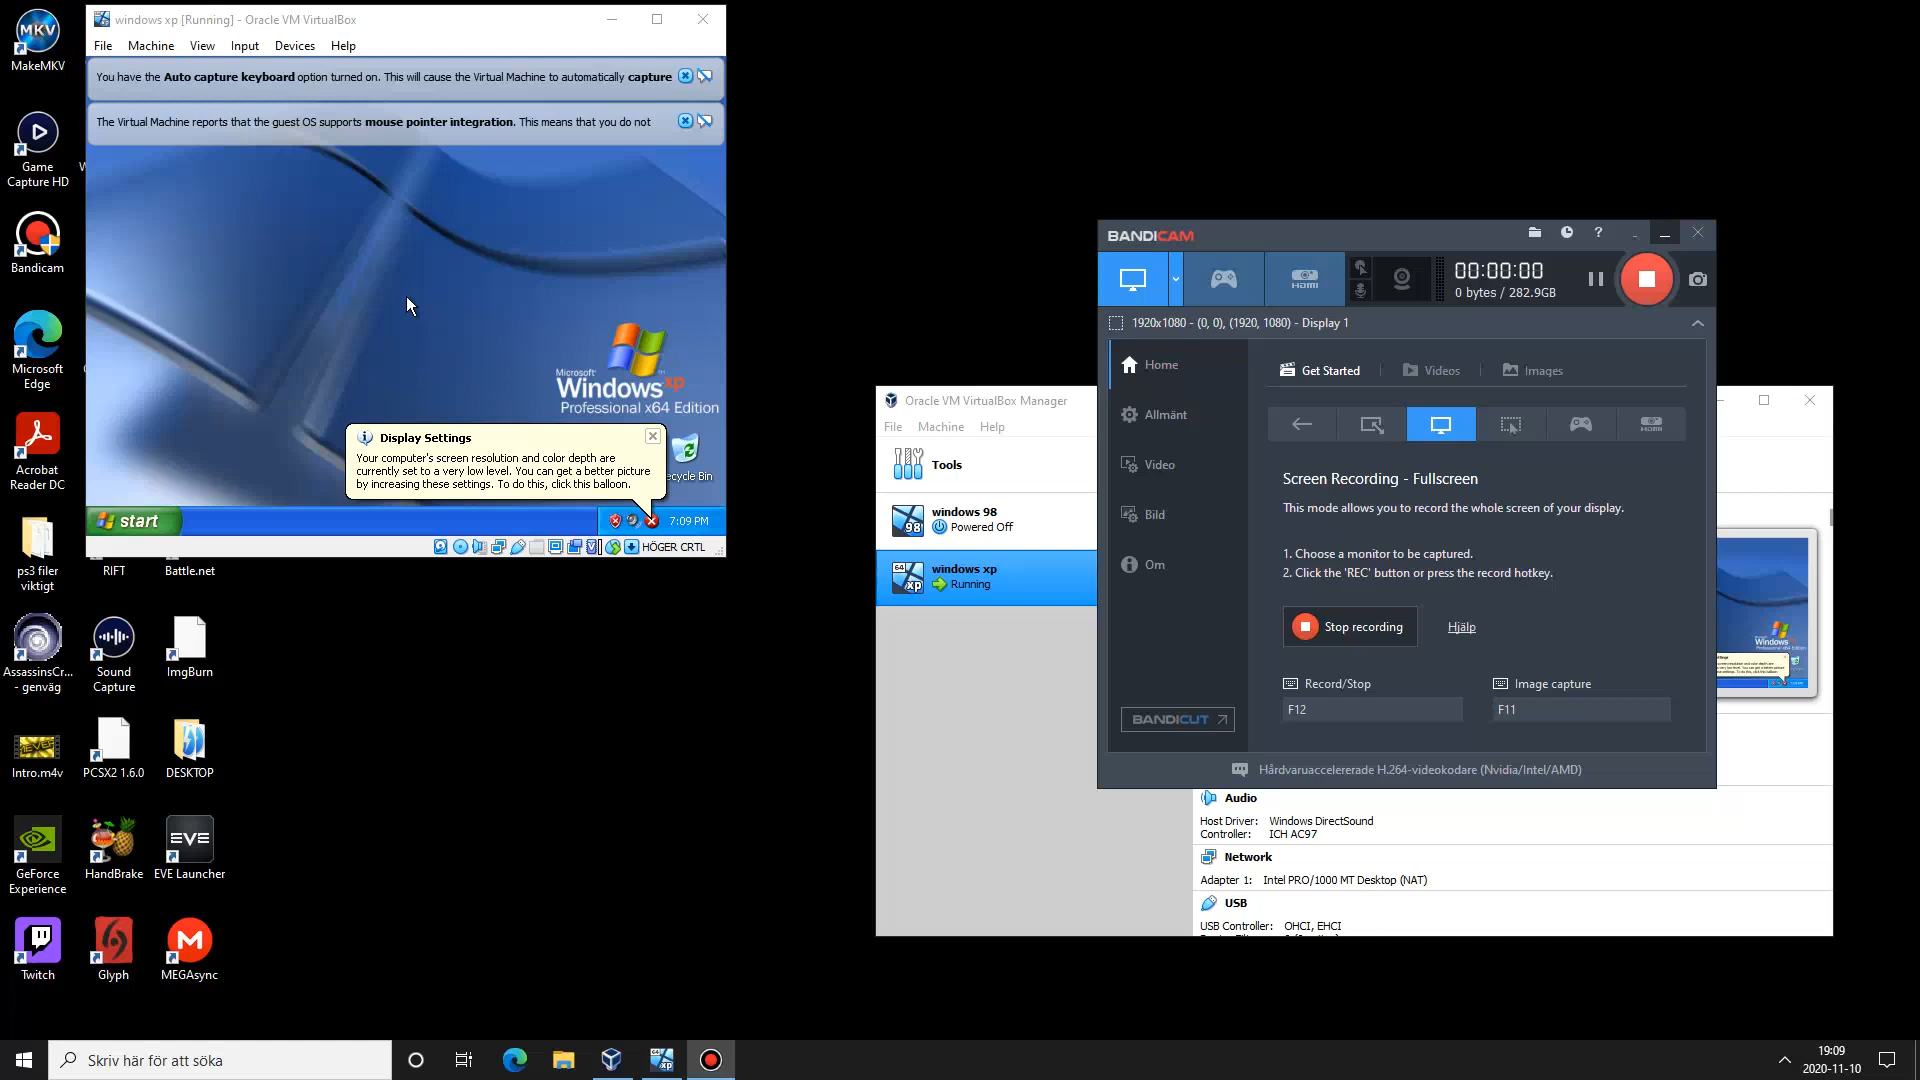 MKV
MakeMKV
Game
Capture HD
Bandicam
Microsoft
Edge
Acrobat
Reader DC
ps3 filer
viktigt
RIFT
Battle.net
AssassinsCr...
- genväg
Sound
Capture
ImgBurn
NEVER
Intro.m4v
PCSX2 1.6.0
DESKTOP
GeForce
Experience
HandBrake
EVE
EVE Launcher
Twitch
Glyph
M
MEGAsync
windows xp [Running] - Oracle VM VirtualBox
File Machine View Input Devices Help
You have the Auto capture keyboard option turned on. This will cause the Virtual Machine to automatically capture
The Virtual Machine reports that the guest OS supports mouse pointer integration. This means that you do not
Microsoft
Windows xp
Professional x64 Edition
Display Settings
Your computer's screen resolution and color depth are
currently set to a very low level. You can get a better picture
by increasing these settings. To do this, click this balloon.
ecycle Bin
start
7:09 PM
HÖGER CRTL
Oracle VM VirtualBox Manager
File Machine Help
Tools
98
windows 98
Powered Off
64
xp
windows xp
Running
BANDICAM
?
HDMI
00:00:00
0 bytes / 282.9GB
1920x1080 - (0, 0), (1920, 1080) - Display 1
Home
Allmänt
Video
Bild
Om
BANDICUT
Get Started
Videos
Images
HDMI
Screen Recording - Fullscreen
This mode allows you to record the whole screen of your display.
1. Choose a monitor to be captured.
2. Click the 'REC' button or press the record hotkey.
Stop recording
Hjälp
Record/Stop
F12
Image capture
F11
Hårdvaruaccelererade H.264-videokodare (Nvidia/Intel/AMD)
Audio
Host Driver: Windows DirectSound
Controller: ICH AC97
Network
Adapter 1: Intel PRO/1000 MT Desktop (NAT)
USB
USB Controller: OHCI, EHCI
Skriv här för att söka
19:09
2020-11-10